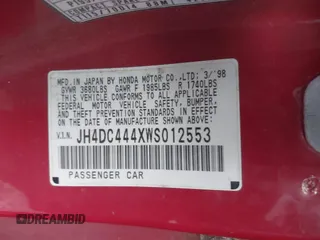 MFD. IN JAPAN BY HONDA MOTOR CO., LTD. 3/'98
GVWR 3680LBS GAWR F 1985LBS R 1740LBS
THIS VEHICLE CONFORMS TO ALL APPLICABLE
FEDERAL MOTOR VEHICLE SAFETY, BUMPER,
AND THEFT PREVENTION STANDARDS IN EFFECT
ON THE DATE OF MANUFACTURE SHOWN ABOVE.
V.I.N. JH4DC444XWS012553
PASSENGER CAR
DREAMBID